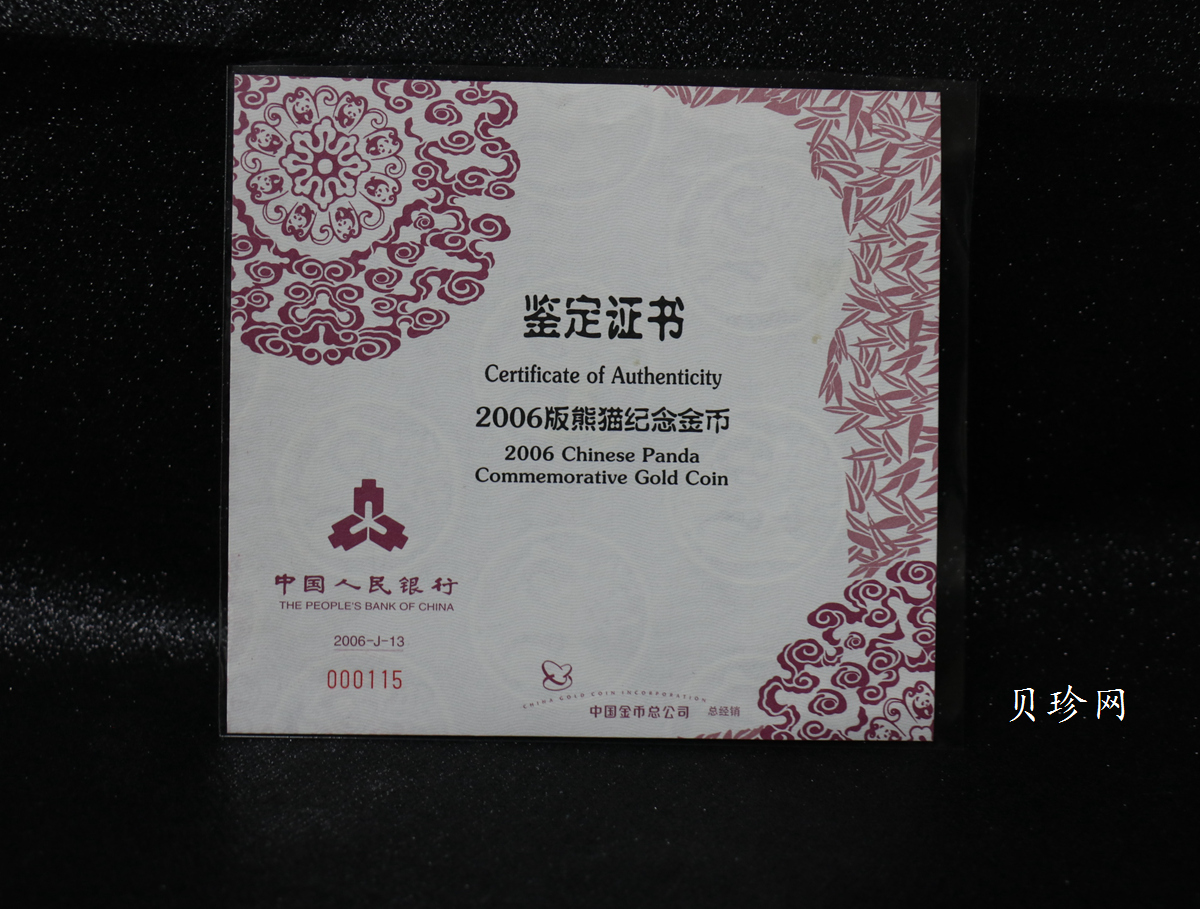 鉴定证书
Certificate of Authenticity
2006版熊猫纪念金币
2006 Chinese Panda
Commemorative Gold Coin
中国人民银行
THE PEOPLE'S BANK OF CHINA
2006-J-13
000115
CHINA GOLD COIN INCORPORATION
中国金币总公司 总经销
贝珍网